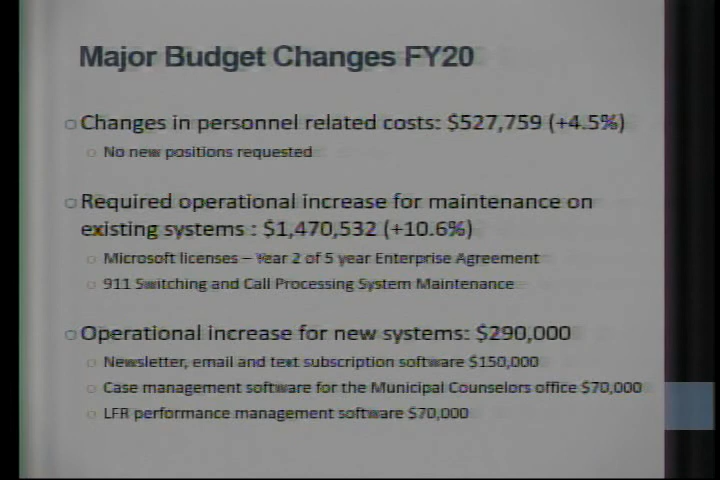 Major Budget Changes FY20
Changes in personnel related costs: $527,759 (+4.5%)
No new positions requested
Required operational increase for maintenance on
existing systems : $1,470,532 (+10.6%)
Microsoft licenses – Year 2 of 5 year Enterprise Agreement
911 Switching and Call Processing System Maintenance
Operational increase for new systems: $290,000
Newsletter, email and text subscription software $150,000
Case management software for the Municipal Counselors office $70,000
LFR performance management software $70,000